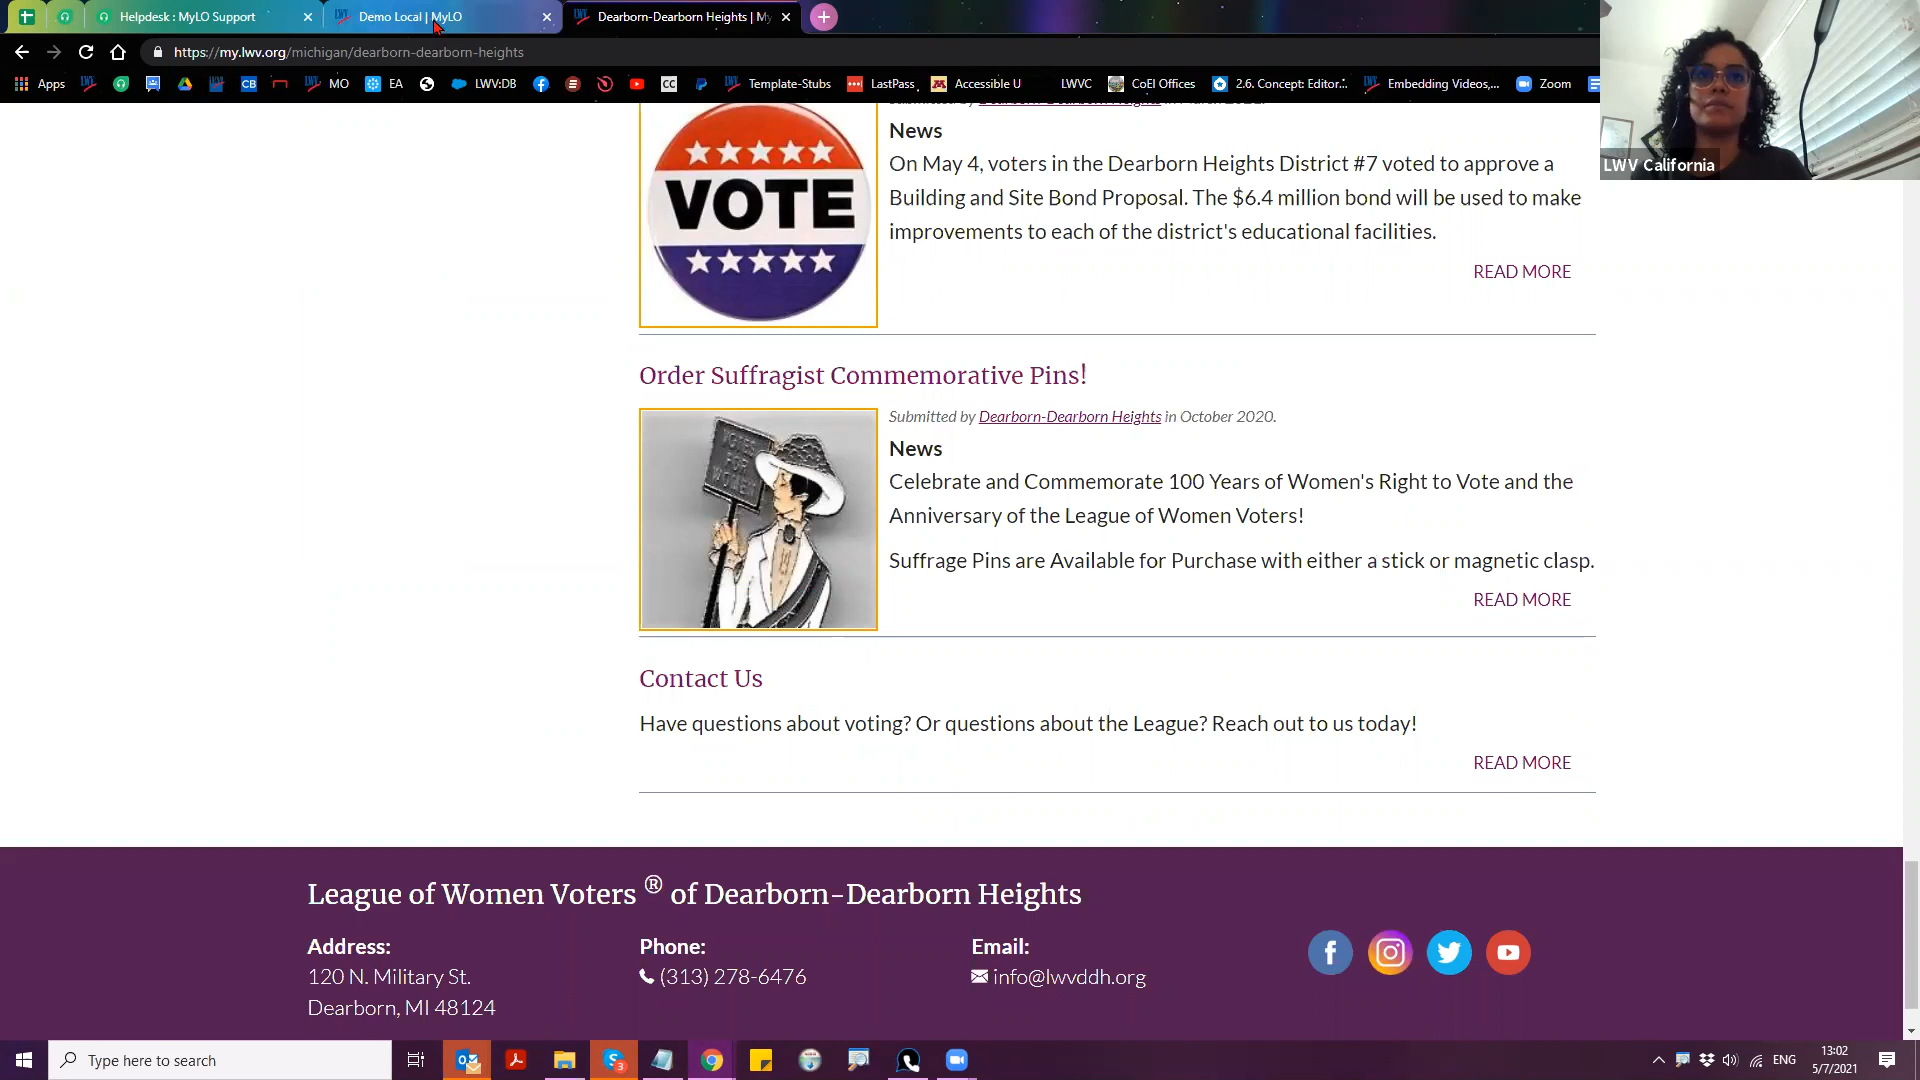 Helpdesk : MyLO Support
Demo Local | MyLO
Dearborn-Dearborn Heights | My
https://my.lwv.org/michigan/dearborn-dearborn-heights
Apps
CB
MO
EA
LWV:DB
CC
Template-Stubs
LastPass
Accessible U
LWVC
CoEl Offices
2.6. Concept: Editor...
Embedding Videos,...
Zoom
LWV California
VOTE
News
On May 4, voters in the Dearborn Heights District #7 voted to approve a
Building and Site Bond Proposal. The $6.4 million bond will be used to make
improvements to each of the district's educational facilities.
READ MORE
Order Suffragist Commemorative Pins!
VOTES
FOR
WOMEN
Submitted by Dearborn-Dearborn Heights in October 2020.
News
Celebrate and Commemorate 100 Years of Women's Right to Vote and the
Anniversary of the League of Women Voters!
Suffrage Pins are Available for Purchase with either a stick or magnetic clasp.
READ MORE
Contact Us
Have questions about voting? Or questions about the League? Reach out to us today!
READ MORE
League of Women Voters ® of Dearborn-Dearborn Heights
Address:
120 N. Military St.
Dearborn, MI 48124
Phone:
(313) 278-6476
Email:
info@lwvddh.org
Type here to search
ENG
13:02
5/7/2021